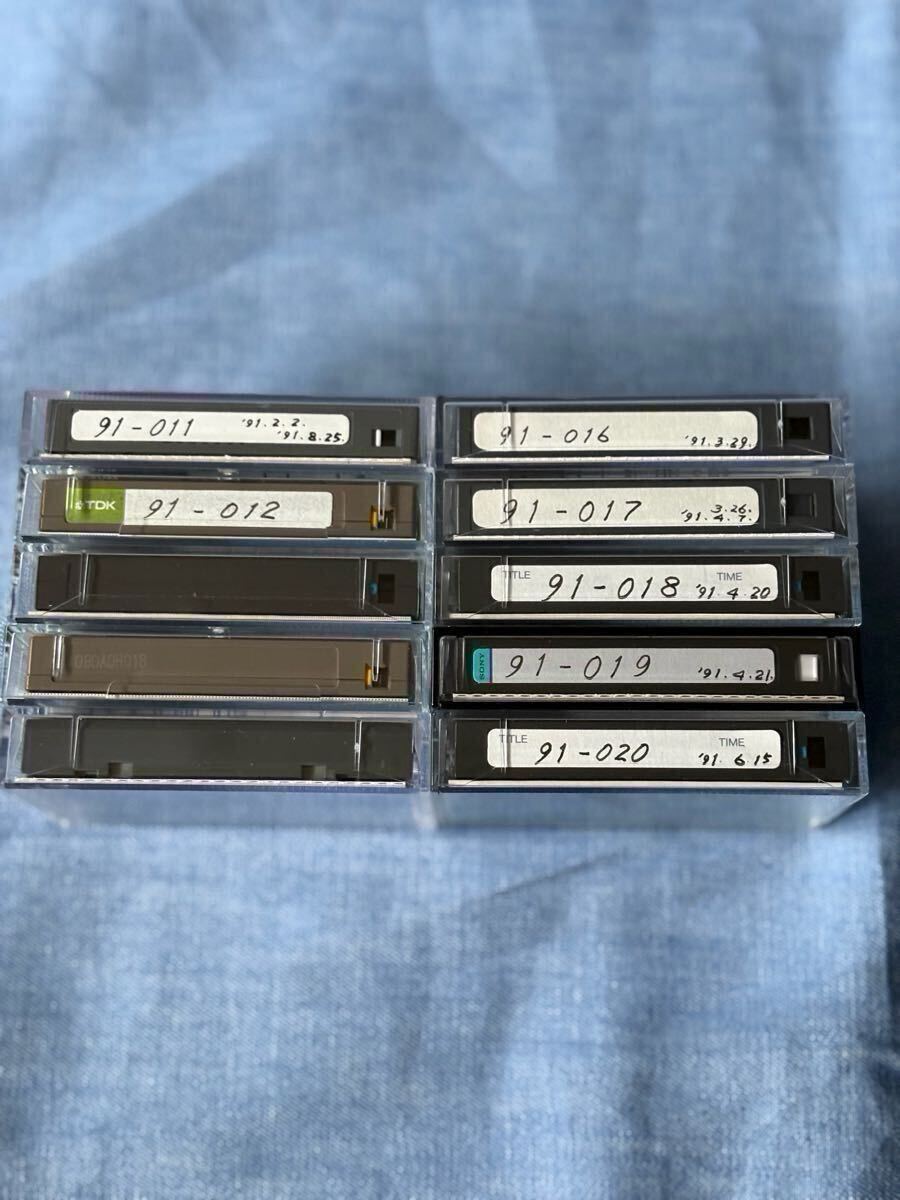 91-011 '91.2.2.
'91.8.25.
TDK 91-012
91-016 '91.3.29.
91-017 3.26.
'91.4.7.
TITLE 91-018 TIME '91.4.20
SONY 91-019 '91.4.21.
TITLE 91-020 TIME '91.6.15